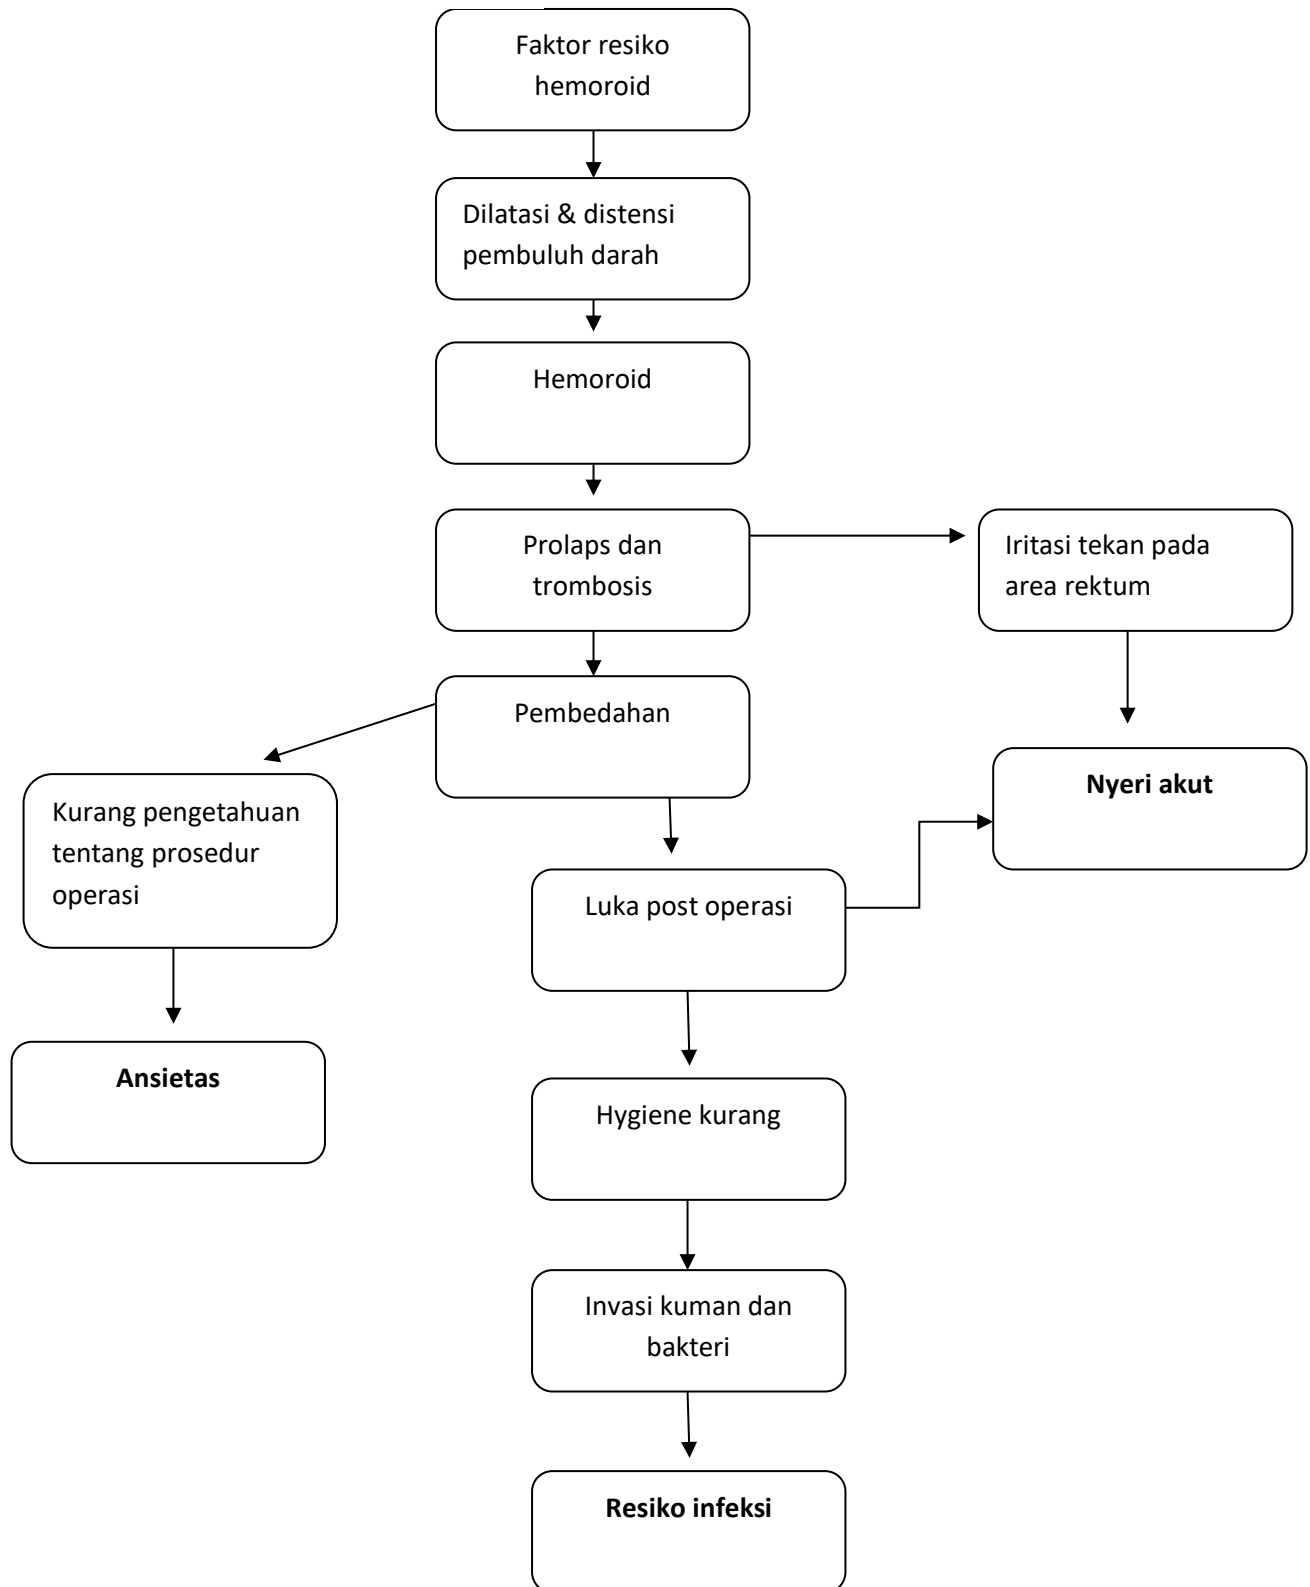 Faktor resiko
hemoroid
Dilatasi & distensi
pembuluh darah
Hemoroid
Prolaps dan
trombosis
Iritasi tekan pada
area rektum
Pembedahan
Nyeri akut
Kurang pengetahuan
tentang prosedur
operasi
Luka post operasi
Ansietas
Hygiene kurang
Invasi kuman dan
bakteri
Resiko infeksi